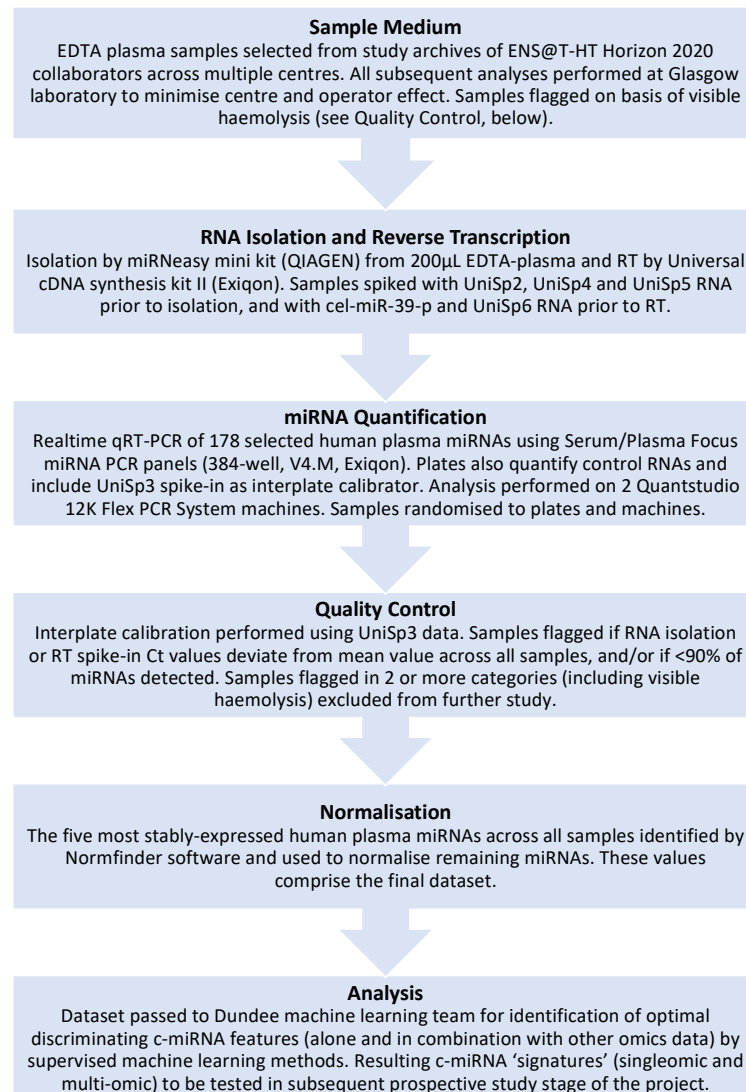 Sample Medium
EDTA plasma samples selected from study archives of ENS@T-HT Horizon 2020
collaborators across multiple centres. All subsequent analyses performed at Glasgow
laboratory to minimise centre and operator effect. Samples flagged on basis of visible
haemolysis (see Quality Control, below).
RNA Isolation and Reverse Transcription
Isolation by miRNeasy mini kit (QIAGEN) from 200µL EDTA-plasma and RT by Universal
cDNA synthesis kit II (Exiqon). Samples spiked with UniSp2, UniSp4 and UniSp5 RNA
prior to isolation, and with cel-miR-39-p and UniSp6 RNA prior to RT.
miRNA Quantification
Realtime qRT-PCR of 178 selected human plasma miRNAs using Serum/Plasma Focus
miRNA PCR panels (384-well, V4.M, Exiqon). Plates also quantify control RNAs and
include UniSp3 spike-in as interplate calibrator. Analysis performed on 2 Quantstudio
12K Flex PCR System machines. Samples randomised to plates and machines.
Quality Control
Interplate calibration performed using UniSp3 data. Samples flagged if RNA isolation
or RT spike-in Ct values deviate from mean value across all samples, and/or if <90% of
miRNAs detected. Samples flagged in 2 or more categories (including visible
haemolysis) excluded from further study.
Normalisation
The five most stably-expressed human plasma miRNAs across all samples identified by
Normfinder software and used to normalise remaining miRNAs. These values
comprise the final dataset.
Analysis
Dataset passed to Dundee machine learning team for identification of optimal
discriminating c-miRNA features (alone and in combination with other omics data) by
supervised machine learning methods. Resulting c-miRNA ‘signatures’ (singleomic and
multi-omic) to be tested in subsequent prospective study stage of the project.